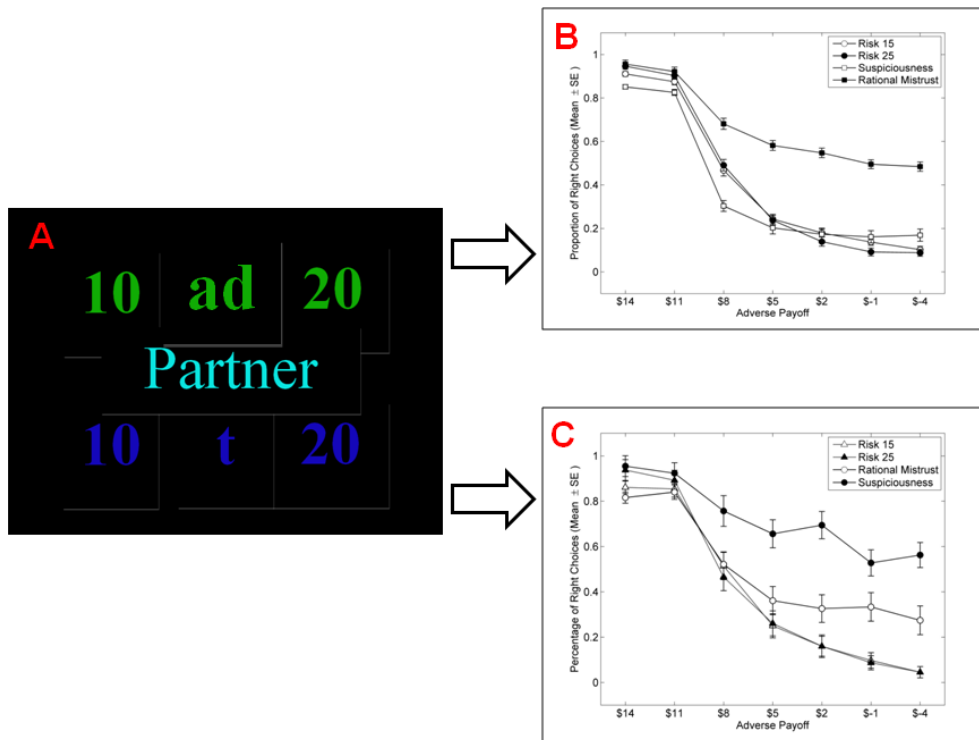 A
10 ad 20
Partner
10 t 20
B
Risk 15
Risk 25
Suspiciousness
Rational Mistrust
Proportion of Right Choices (Mean ± SE )
1
0.8
0.6
0.4
0.2
0
$14 $11 $8 $5 $2 $-1 $-4
Adverse Payoff
C
Risk 15
Risk 25
Rational Mistrust
Suspiciousness
Percentage of Right Choices (Mean ± SE )
1
0.8
0.6
0.4
0.2
0
$14 $11 $8 $5 $2 $-1 $-4
Adverse Payoff